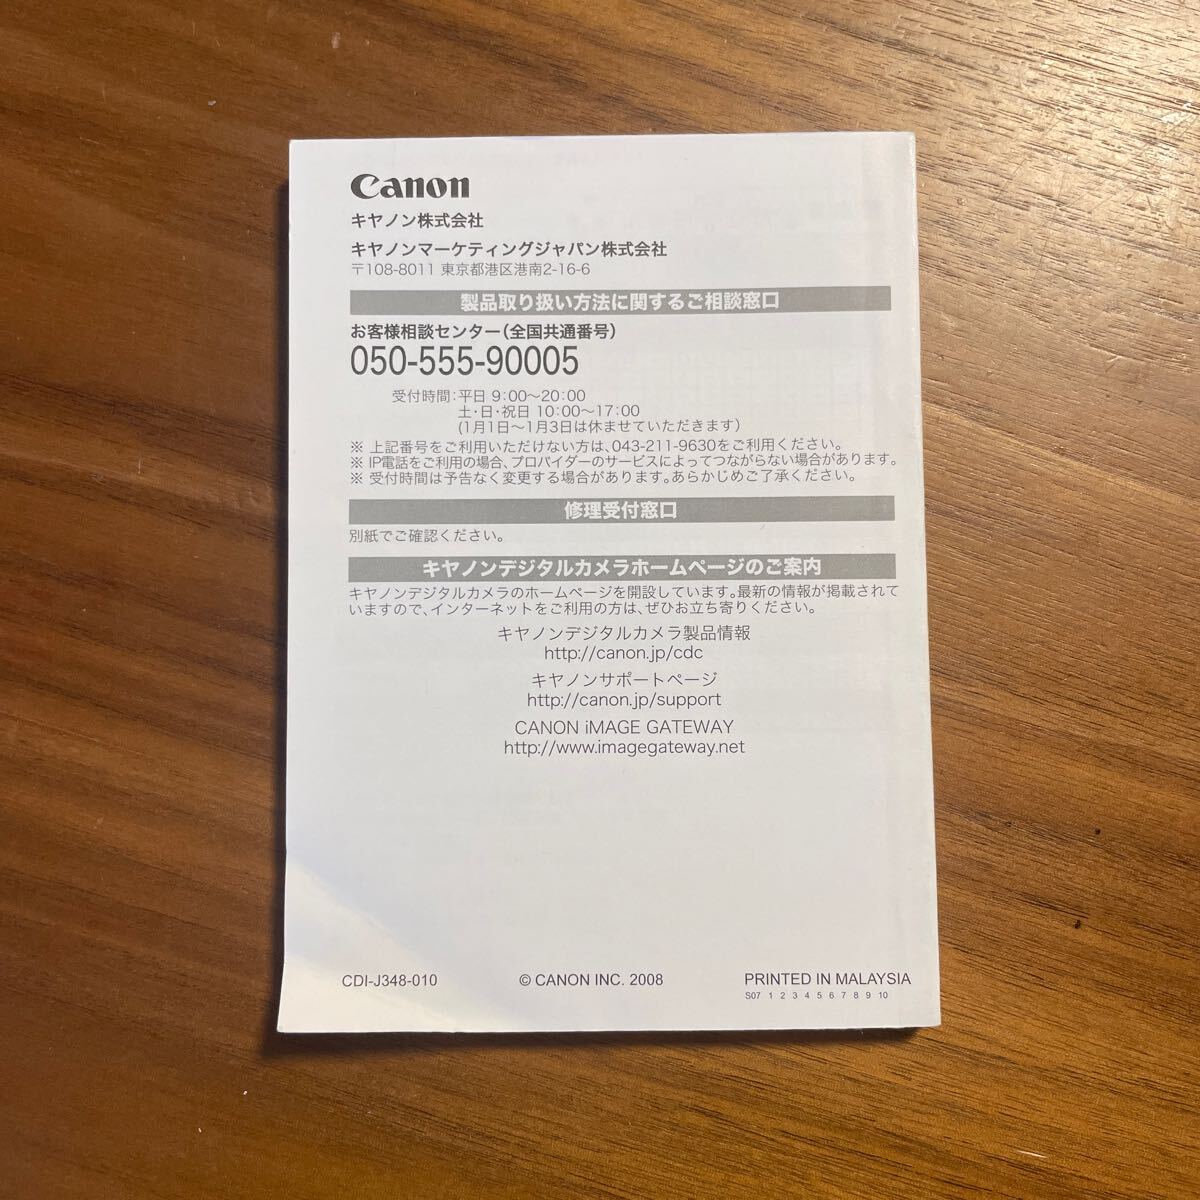 Canon
キヤノン株式会社
キヤノンマーケティングジャパン株式会社
〒108-8011 東京都港区港南2-16-6
製品取り扱い方法に関するご相談窓口
お客様相談センター(全国共通番号)
050-555-90005
受付時間:平日 9:00〜20:00
土・日・祝日 10:00〜17:00
(1月1日〜1月3日は休ませていただきます)
※ 上記番号をご利用いただけない方は、043-211-9630をご利用ください。
※ IP電話をご利用の場合、プロバイダーのサービスによってつながらない場合があります。
※ 受付時間は予告なく変更する場合があります。あらかじめご了承ください。
修理受付窓口
別紙でご確認ください。
キヤノンデジタルカメラホームページのご案内
キヤノンデジタルカメラのホームページを開設しています。最新の情報が掲載されて
いますので、インターネットをご利用の方は、ぜひお立ち寄りください。
キヤノンデジタルカメラ製品情報
http://canon.jp/cdc
キヤノンサポートページ
http://canon.jp/support
CANON iMAGE GATEWAY
http://www.imagegateway.net
CDI-J348-010 © CANON INC. 2008 PRINTED IN MALAYSIA
S07 1 2 3 4 5 6 7 8 9 10